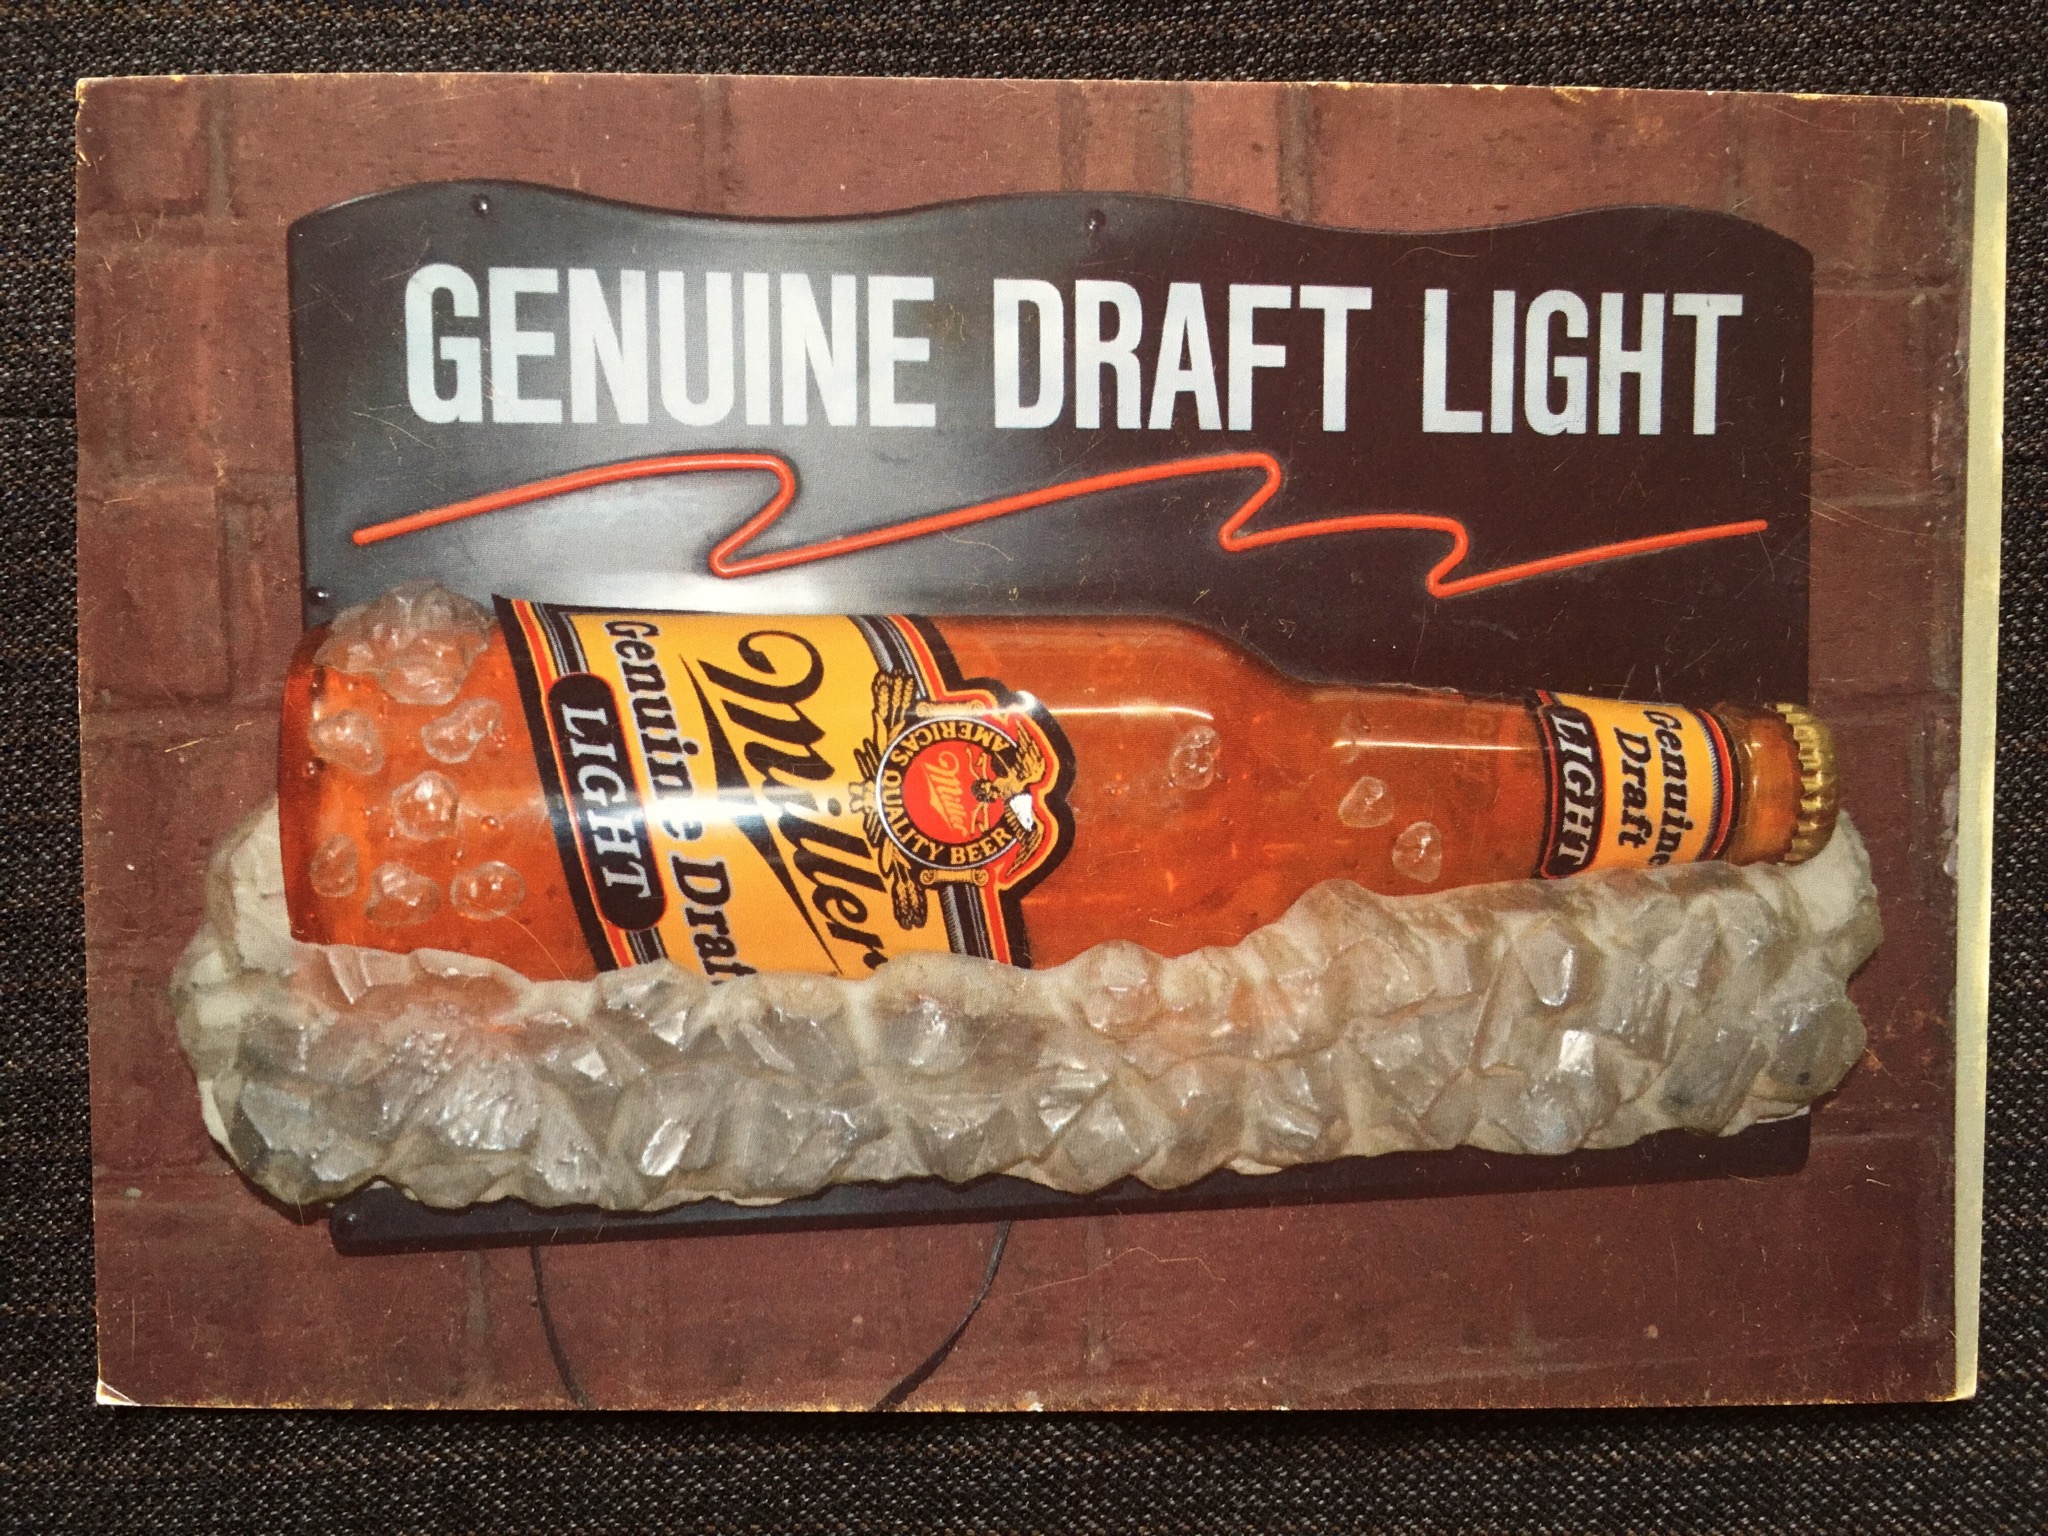 GENUINE DRAFT LIGHT
Miller
Genuine Draft
LIGHT
AMERICA'S QUALITY BEER
Miller
Genuine
Draft
LIGHT